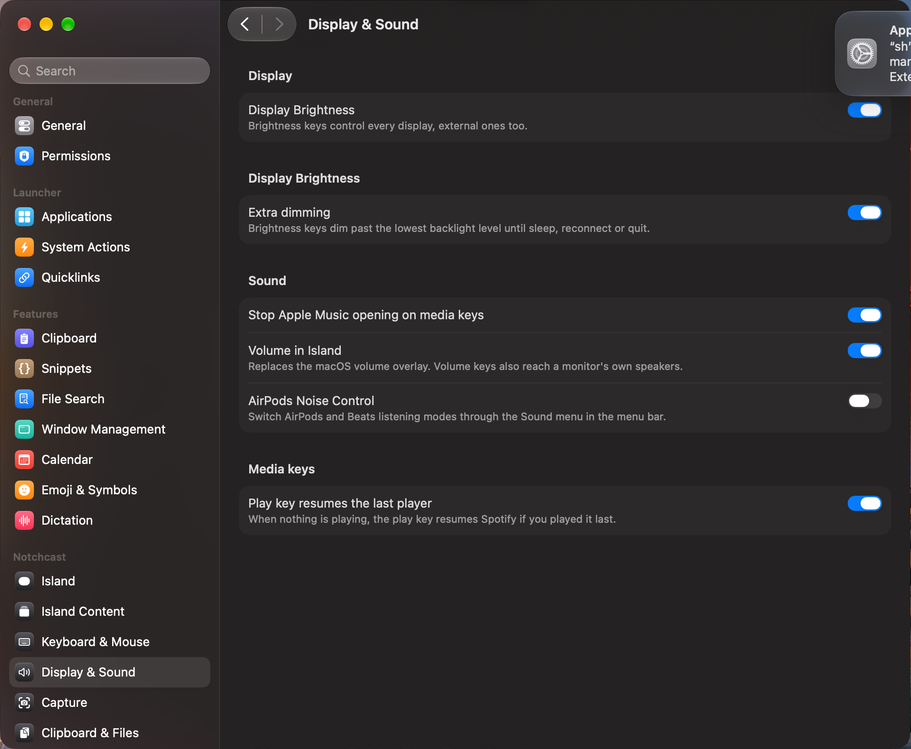 Search
General
General
Permissions
Launcher
Applications
System Actions
Quicklinks
Features
Clipboard
Snippets
File Search
Window Management
Calendar
Emoji & Symbols
Dictation
Notchcast
Island
Island Content
Keyboard & Mouse
Display & Sound
Capture
Clipboard & Files
Display & Sound
Display
Display Brightness
Brightness keys control every display, external ones too.
Display Brightness
Extra dimming
Brightness keys dim past the lowest backlight level until sleep, reconnect or quit.
Sound
Stop Apple Music opening on media keys
Volume in Island
Replaces the macOS volume overlay. Volume keys also reach a monitor's own speakers.
AirPods Noise Control
Switch AirPods and Beats listening modes through the Sound menu in the menu bar.
Media keys
Play key resumes the last player
When nothing is playing, the play key resumes Spotify if you played it last.
App
"sh"